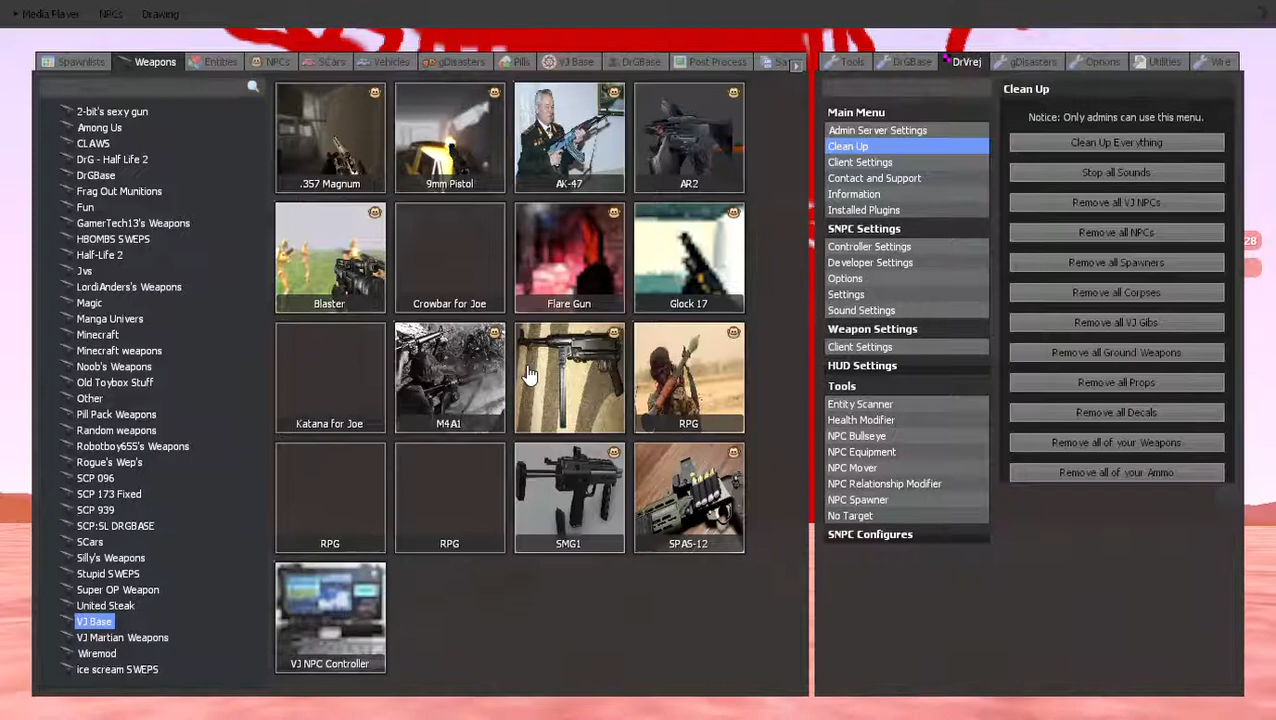 Media Player NPCs Drawing
Spawnlists Weapons Entities NPCs SCars Vehicles gDisasters Pills VJ Base DrGBase Post Process
Tools DrGBase DrVrej gDisasters Options Utilities Wire
2-bit's sexy gun
Among Us
CLAWS
DrG - Half Life 2
DrGBase
Frag Out Munitions
Fun
GamerTech13's Weapons
HBOMBS SWEPS
Half-Life 2
Jvs
LordiAnders's Weapons
Magic
Manga Univers
Minecraft
Minecraft weapons
Noob's Weapons
Old Toybox Stuff
Other
Pill Pack Weapons
Random weapons
Robotboy655's Weapons
Rogue's Wep's
SCP 096
SCP 173 Fixed
SCP 939
SCP:SL DRGBASE
SCars
Silly's Weapons
Stupid SWEPS
Super OP Weapon
United Steak
VJ Base
VJ Martian Weapons
Wiremod
ice scream SWEPS
.357 Magnum 9mm Pistol AK-47 AR2
Blaster Crowbar for Joe Flare Gun Glock 17
Katana for Joe M4A1 RPG
RPG RPG SMG1 SPAS-12
VJ NPC Controller
Main Menu
Admin Server Settings
Clean Up
Client Settings
Contact and Support
Information
Installed Plugins
SNPC Settings
Controller Settings
Developer Settings
Options
Settings
Sound Settings
Weapon Settings
Client Settings
HUD Settings
Tools
Entity Scanner
Health Modifier
NPC Bullseye
NPC Equipment
NPC Mover
NPC Relationship Modifier
NPC Spawner
No Target
SNPC Configures
Clean Up
Notice: Only admins can use this menu.
Clean Up Everything
Stop all Sounds
Remove all VJ NPCs
Remove all NPCs
Remove all Spawners
Remove all Corpses
Remove all VJ Gibs
Remove all Ground Weapons
Remove all Props
Remove all Decals
Remove all of your Weapons
Remove all of your Ammo
28